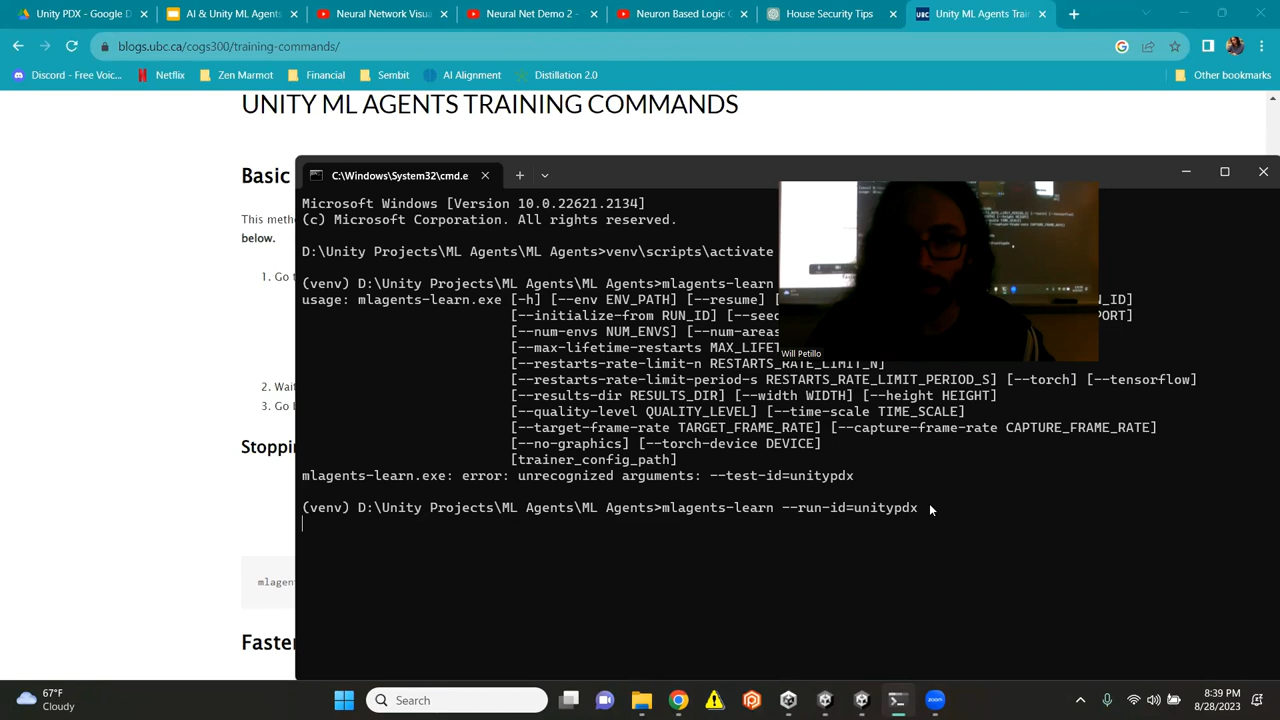 Unity PDX - Google D
AI & Unity ML Agents
Neural Network Visua
Neural Net Demo 2 -
Neuron Based Logic G
House Security Tips
Unity ML Agents Train
blogs.ubc.ca/cogs300/training-commands/
Discord - Free Voic...
Netflix
Zen Marmot
Financial
Sembit
AI Alignment
Distillation 2.0
Other bookmarks
UNITY ML AGENTS TRAINING COMMANDS
Basic
This meth
below.
1. Go t
2. Wait
3. Go b
Stoppin
mlagen
Faste
C:\Windows\System32\cmd.e
Microsoft Windows [Version 10.0.22621.2134]
(c) Microsoft Corporation. All rights reserved.
D:\Unity Projects\ML Agents\ML Agents>venv\scripts\activate
(venv) D:\Unity Projects\ML Agents\ML Agents>mlagents-learn
usage: mlagents-learn.exe [-h] [--env ENV_PATH] [--resume] [ N_ID]
[--initialize-from RUN_ID] [--seed PORT]
[--num-envs NUM_ENVS] [--num-areas
[--max-lifetime-restarts MAX_LIFET
[--restarts-rate-limit-n RESTARTS_RATE_LIMIT_N]
[--restarts-rate-limit-period-s RESTARTS_RATE_LIMIT_PERIOD_S] [--torch] [--tensorflow]
[--results-dir RESULTS_DIR] [--width WIDTH] [--height HEIGHT]
[--quality-level QUALITY_LEVEL] [--time-scale TIME_SCALE]
[--target-frame-rate TARGET_FRAME_RATE] [--capture-frame-rate CAPTURE_FRAME_RATE]
[--no-graphics] [--torch-device DEVICE]
[trainer_config_path]
mlagents-learn.exe: error: unrecognized arguments: --test-id=unitypdx
(venv) D:\Unity Projects\ML Agents\ML Agents>mlagents-learn --run-id=unitypdx
Will Petillo
67°F
Cloudy
Search
8:39 PM
8/28/2023